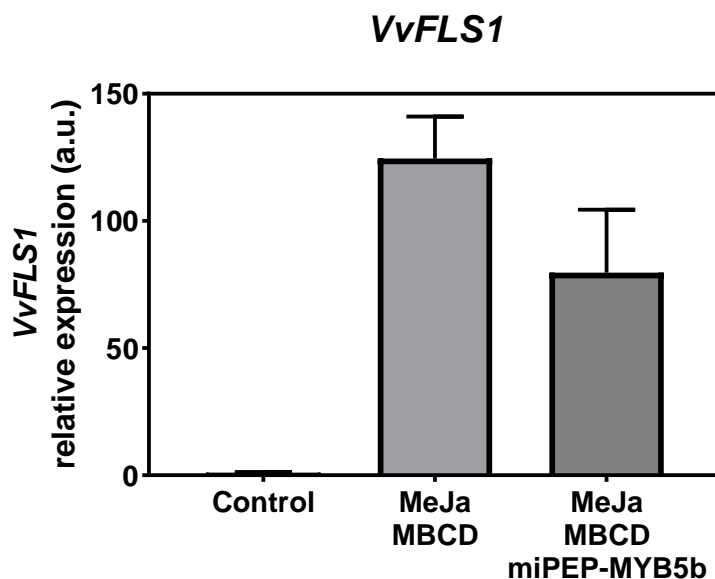 VvFLS1
VvFLS1
relative expression (a.u.)
150
100
50
0
Control
MeJa
MBCD
MeJa
MBCD
miPEP-MYB5b